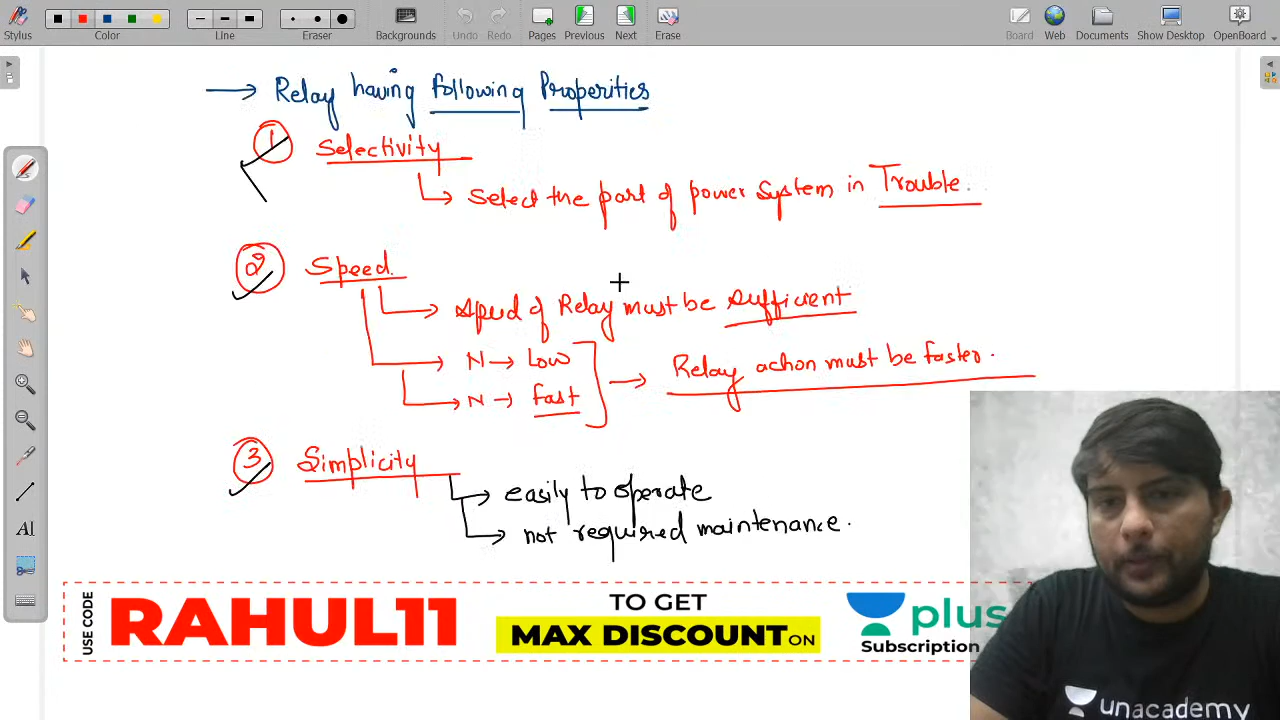 Stylus
Color
Line
Eraser
Backgrounds
Undo
Redo
Pages
Previous
Next
Erase
Board
Web
Documents
Show Desktop
OpenBoard
→ Relay having following Properities
① Selectivity
Select the part of power System in Trouble.
② Speed.
Speed of Relay must be sufficient
N → Low
N → fast
→ Relay action must be faster.
③ Simplicity
easily to operate
not required maintenance.
USE CODE
RAHUL11
TO GET
MAX DISCOUNT ON
plus
Subscription
unacademy
AI